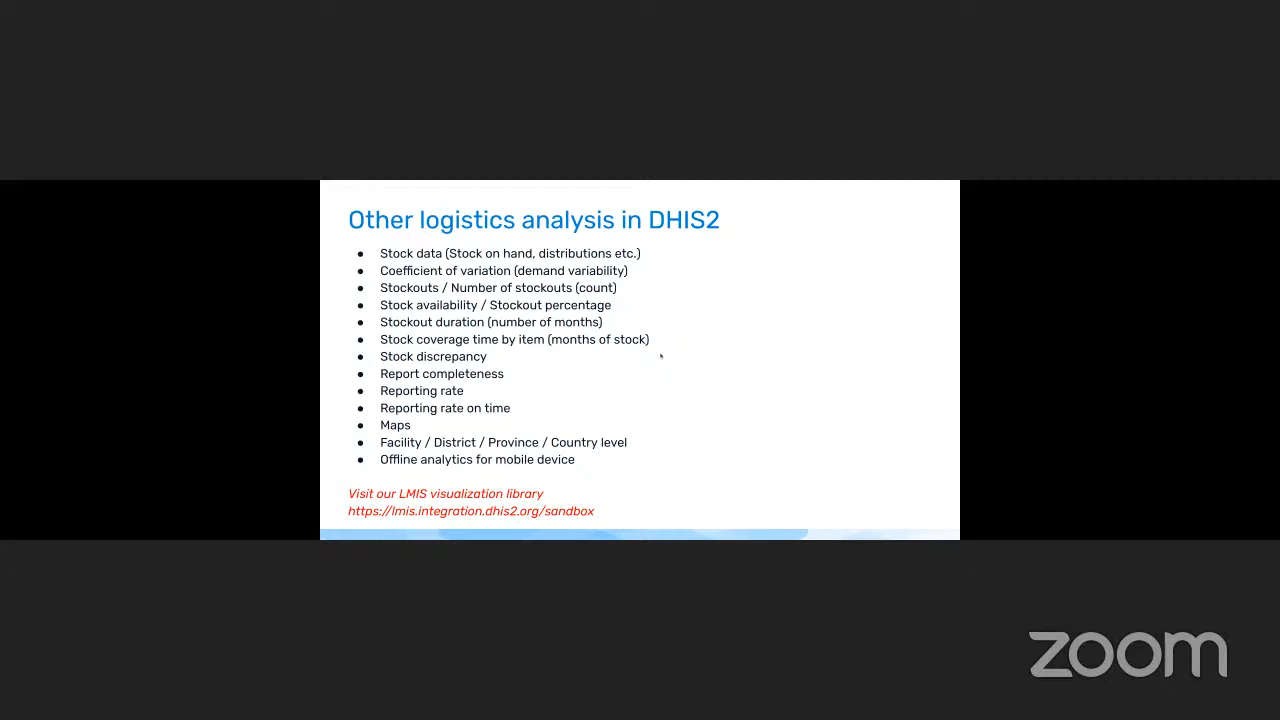 Other logistics analysis in DHIS2
● Stock data (Stock on hand, distributions etc.)
● Coefficient of variation (demand variability)
● Stockouts / Number of stockouts (count)
● Stock availability / Stockout percentage
● Stockout duration (number of months)
● Stock coverage time by item (months of stock)
● Stock discrepancy
● Report completeness
● Reporting rate
● Reporting rate on time
● Maps
● Facility / District / Province / Country level
● Offline analytics for mobile device
Visit our LMIS visualization library
https://lmis.integration.dhis2.org/sandbox
zoom